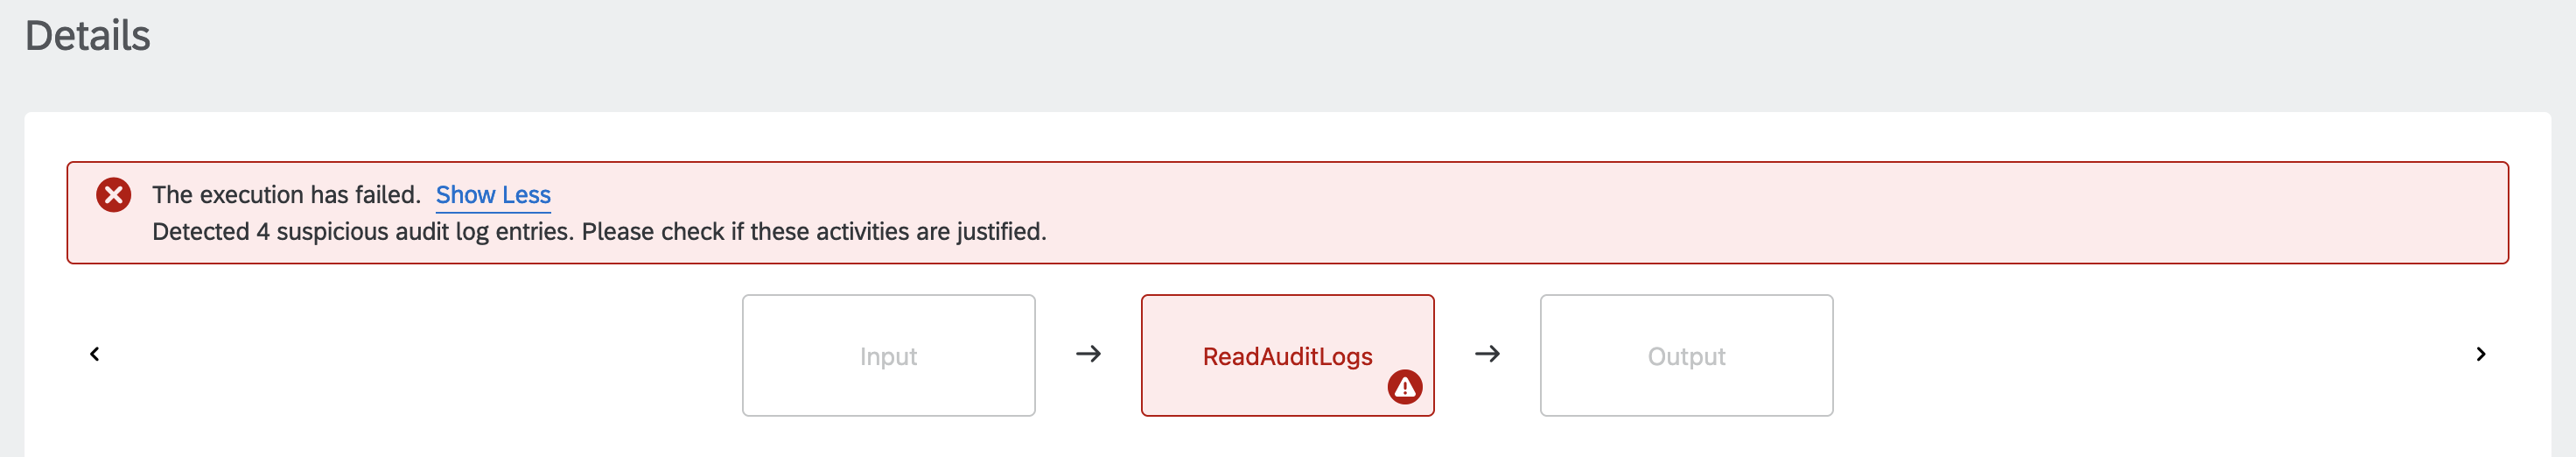 Details
The execution has failed. Show Less
Detected 4 suspicious audit log entries. Please check if these activities are justified.
Input
ReadAuditLogs
Output